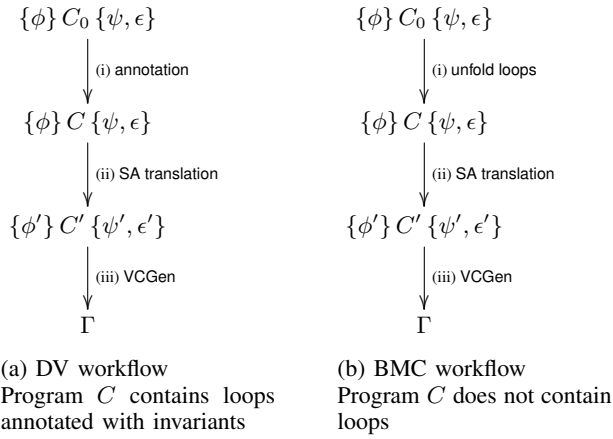 {ϕ} C₀ {ψ, ϵ}
(i) annotation
{ϕ} C {ψ, ϵ}
(ii) SA translation
{ϕ′} C′ {ψ′, ϵ′}
(iii) VCGen
Γ
(a) DV workflow
Program C contains loops
annotated with invariants
{ϕ} C₀ {ψ, ϵ}
(i) unfold loops
{ϕ} C {ψ, ϵ}
(ii) SA translation
{ϕ′} C′ {ψ′, ϵ′}
(iii) VCGen
Γ
(b) BMC workflow
Program C does not contain
loops